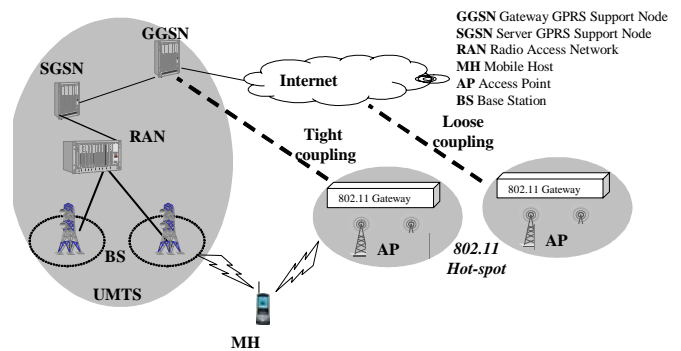 GGSN Gateway GPRS Support Node
SGSN Server GPRS Support Node
RAN Radio Access Network
MH Mobile Host
AP Access Point
BS Base Station
GGSN
SGSN
Internet
RAN
Tight
coupling
Loose
coupling
802.11 Gateway
802.11 Gateway
AP
AP
802.11
Hot-spot
BS
UMTS
MH